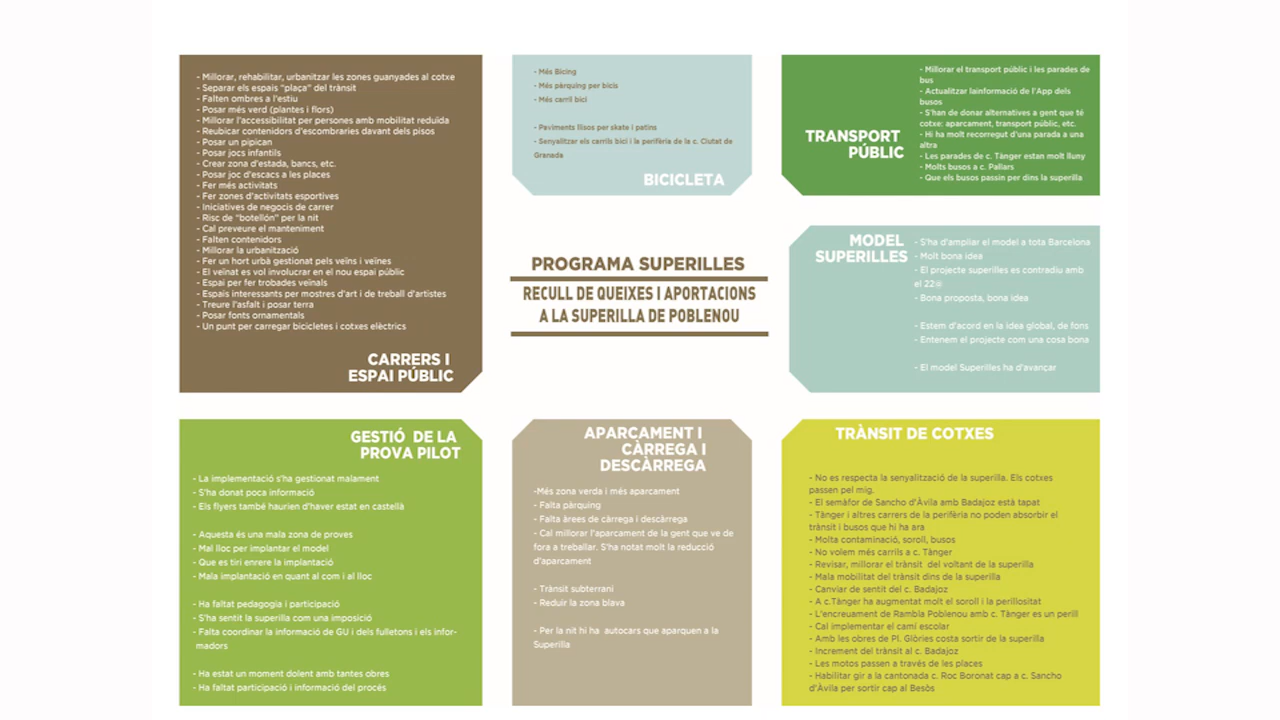 - Millorar, rehabilitar, urbanitzar les zones guanyades al cotxe
- Separar els espais "plaça" del trànsit
- Falten ombres a l'estiu
- Posar més verd (plantes i flors)
- Millorar l'accessibilitat per persones amb mobilitat reduïda
- Reubicar contenidors d'escombraries davant dels pisos
- Posar un pipican
- Posar jocs infantils
- Crear zona d'estada, bancs, etc.
- Posar joc d'escacs a les places
- Fer més activitats
- Fer zones d'activitats esportives
- Iniciatives de negocis de carrer
- Risc de "botellón" per la nit
- Cal preveure el manteniment
- Falten contenidors
- Millorar la urbanització
- Fer un hort urbà gestionat pels veïns i veïnes
- El veïnat es vol involucrar en el nou espai públic
- Espai per fer trobades veïnals
- Espais interessants per mostres d'art i de treball d'artistes
- Treure l'asfalt i posar terra
- Posar fonts ornamentals
- Un punt per carregar bicicletes i cotxes elèctrics
CARRERS I
ESPAI PÚBLIC
- Més Bicing
- Més pàrquing per bicis
- Més carril bici
- Paviments llisos per skate i patins
- Senyalitzar els carrils bici i la perifèria de la c. Ciutat de
Granada
BICICLETA
TRANSPORT
PÚBLIC
- Millorar el transport públic i les parades de
bus
- Actualitzar lainformació de l'App dels
busos
- S'han de donar alternatives a gent que té
cotxe: aparcament, transport públic, etc.
- Hi ha molt recorregut d'una parada a una
altra
- Les parades de c. Tànger estan molt lluny
- Molts busos a c. Pallars
- Que els busos passin per dins la superilla
PROGRAMA SUPERILLES
RECULL DE QUEIXES I APORTACIONS
A LA SUPERILLA DE POBLENOU
MODEL
SUPERILLES
- S'ha d'ampliar el model a tota Barcelona
- Molt bona idea
- El projecte superilles es contradiu amb
el 22@
- Bona proposta, bona idea
- Estem d'acord en la idea global, de fons
- Entenem el projecte com una cosa bona
- El model Superilles ha d'avançar
GESTIÓ DE LA
PROVA PILOT
- La implementació s'ha gestionat malament
- S'ha donat poca informació
- Els flyers també haurien d'haver estat en castellà
- Aquesta és una mala zona de proves
- Mal lloc per implantar el model
- Que es tiri enrere la implantació
- Mala implantació en quant al com i al lloc
- Ha faltat pedagogia i participació
- S'ha sentit la superilla com una imposició
- Falta coordinar la informació de GU i dels fulletons i els infor-
madors
- Ha estat un moment dolent amb tantes obres
- Ha faltat participació i informació del procés
APARCAMENT I
CÀRREGA I
DESCÀRREGA
-Més zona verda i més aparcament
- Falta pàrquing
- Falta àrees de càrrega i descàrrega
- Cal millorar l'aparcament de la gent que ve de
fora a treballar. S'ha notat molt la reducció
d'aparcament
- Trànsit subterrani
- Reduir la zona blava
- Per la nit hi ha autocars que aparquen a la
Superilla
TRÀNSIT DE COTXES
- No es respecta la senyalització de la superilla. Els cotxes
passen pel mig.
- El semàfor de Sancho d'Àvila amb Badajoz està tapat
- Tànger i altres carrers de la perifèria no poden absorbir el
trànsit i busos que hi ha ara
- Molta contaminació, soroll, busos
- No volem més carrils a c. Tànger
- Revisar, millorar el trànsit del voltant de la superilla
- Mala mobilitat del trànsit dins de la superilla
- Canviar de sentit del c. Badajoz
- A c.Tànger ha augmentat molt el soroll i la perillositat
- L'encreuament de Rambla Poblenou amb c. Tànger es un perill
- Cal implementar el camí escolar
- Amb les obres de Pl. Glòries costa sortir de la superilla
- Increment del trànsit al c. Badajoz
- Les motos passen a través de les places
- Habilitar gir a la cantonada c. Roc Boronat cap a c. Sancho
d'Àvila per sortir cap al Besòs